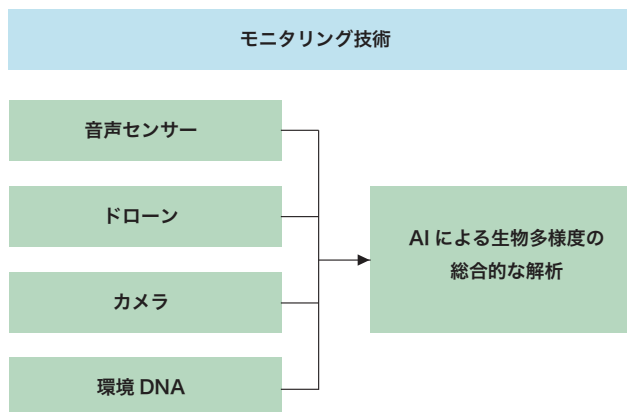 モニタリング技術
音声センサー
ドローン
カメラ
環境 DNA
AI による生物多様度の
総合的な解析